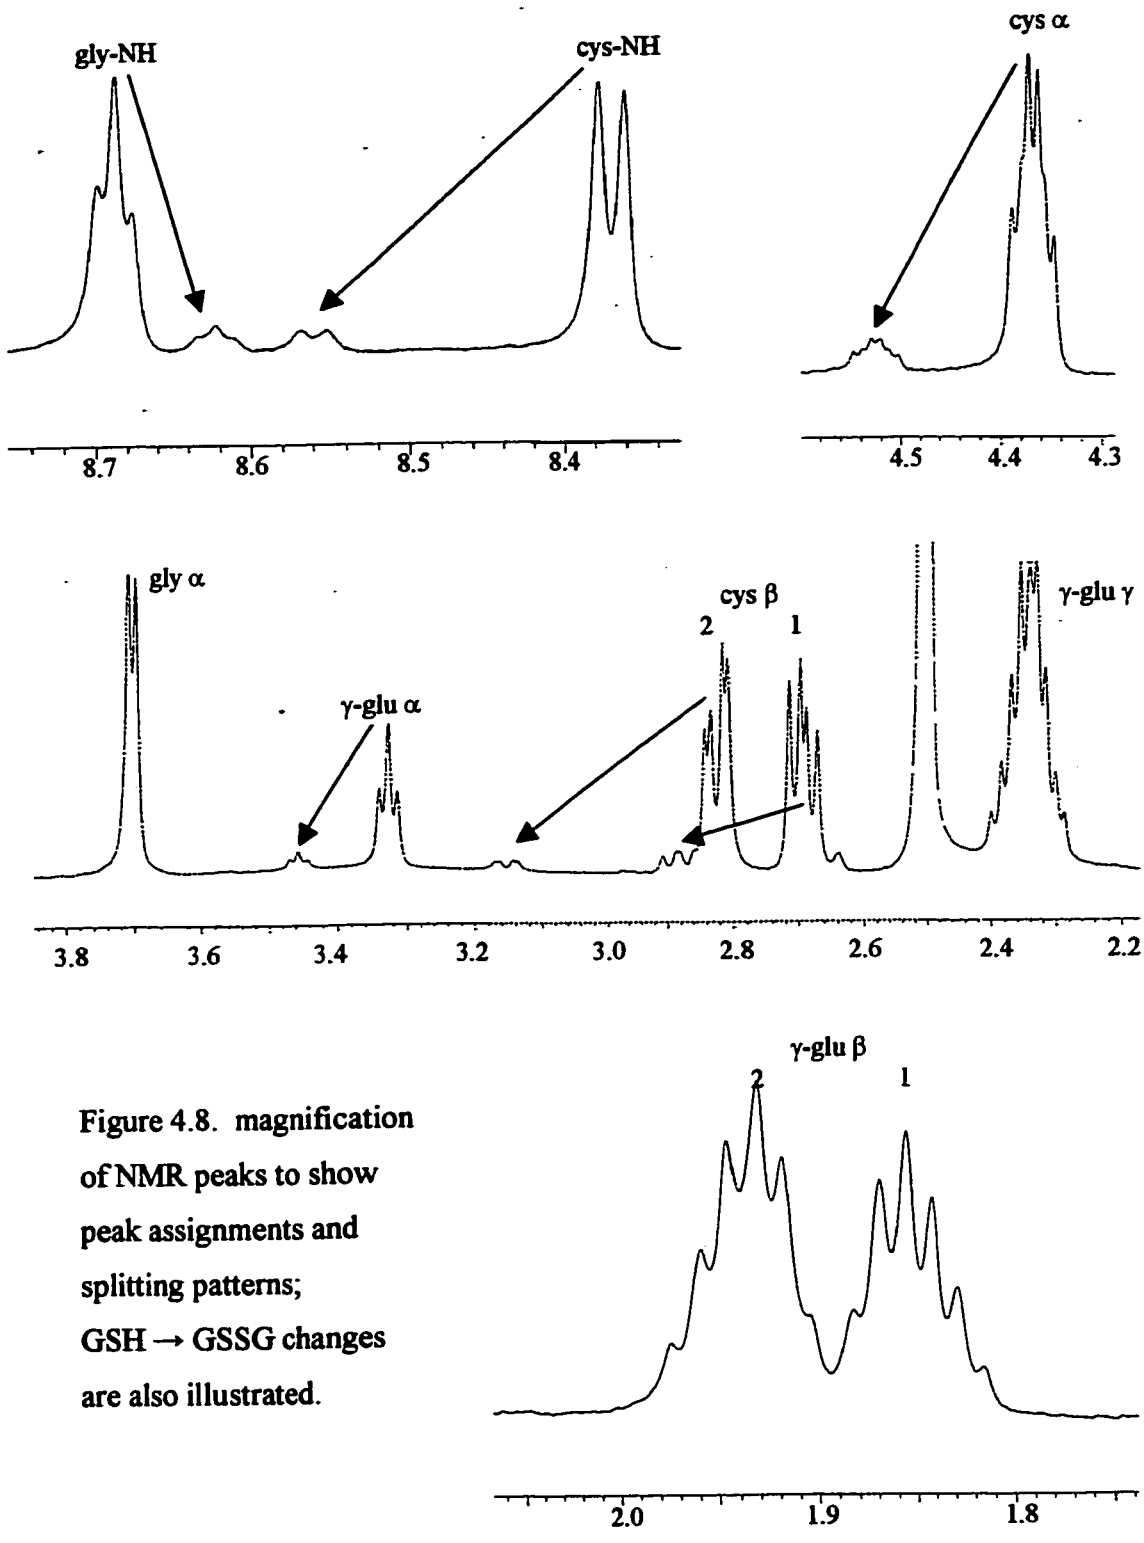 gly-NH
cys-NH
cys α
8.7 8.6 8.5 8.4
4.5 4.4 4.3
gly α
γ-glu α
cys β
2 1
γ-glu γ
3.8 3.6 3.4 3.2 3.0 2.8 2.6 2.4 2.2
γ-glu β
2 1
Figure 4.8. magnification
of NMR peaks to show
peak assignments and
splitting patterns;
GSH → GSSG changes
are also illustrated.
2.0 1.9 1.8